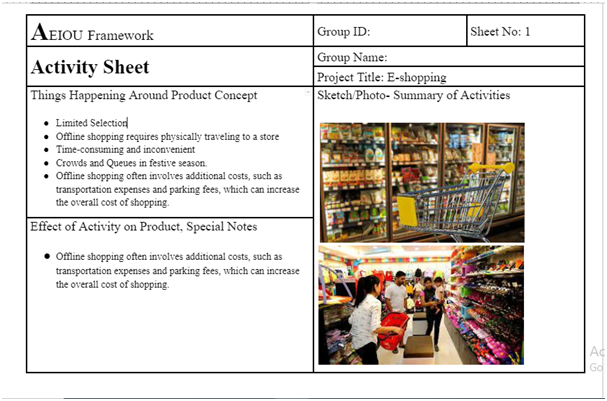 AEIOU Framework
Group ID:
Sheet No: 1
Activity Sheet
Group Name:
Project Title: E-shopping
Things Happening Around Product Concept
Sketch/Photo- Summary of Activities
● Limited Selection
● Offline shopping requires physically traveling to a store
● Time-consuming and inconvenient
● Crowds and Queues in festive season.
● Offline shopping often involves additional costs, such as
transportation expenses and parking fees, which can increase
the overall cost of shopping.
Effect of Activity on Product, Special Notes
● Offline shopping often involves additional costs, such as
transportation expenses and parking fees, which can increase
the overall cost of shopping.
Ac
Go